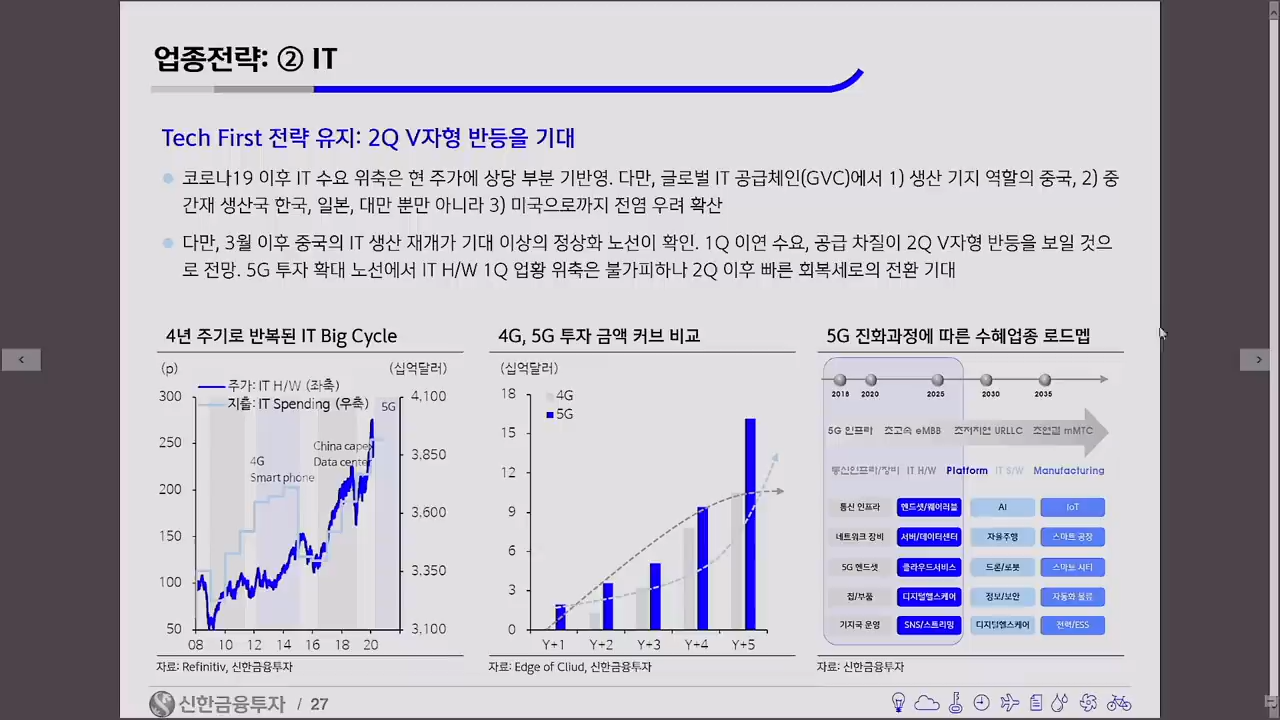 업종전략: ② IT
Tech First 전략 유지: 2Q V자형 반등을 기대
코로나19 이후 IT 수요 위축은 현 주가에 상당 부분 기반영. 다만, 글로벌 IT 공급체인(GVC)에서 1) 생산 기지 역할의 중국, 2) 중
간재 생산국 한국, 일본, 대만 뿐만 아니라 3) 미국으로까지 전염 우려 확산
다만, 3월 이후 중국의 IT 생산 재개가 기대 이상의 정상화 노선이 확인. 1Q 이연 수요, 공급 차질이 2Q V자형 반등을 보일 것으
로 전망. 5G 투자 확대 노선에서 IT H/W 1Q 업황 위축은 불가피하나 2Q 이후 빠른 회복세로의 전환 기대
4년 주기로 반복된 IT Big Cycle
(p)
(십억달러)
주가: IT H/W (좌축)
지출: IT Spending (우축)
5G
China capex
Data center
4G
Smart phone
300
250
200
150
100
50
4,100
3,850
3,600
3,350
3,100
08 10 12 14 16 18 20
자료: Refinitiv, 신한금융투자
4G, 5G 투자 금액 커브 비교
(십억달러)
4G
5G
18
15
12
9
6
3
0
Y+1 Y+2 Y+3 Y+4 Y+5
자료: Edge of Cliud, 신한금융투자
5G 진화과정에 따른 수혜업종 로드멥
2018 2020 2025 2030 2035
5G 인프라 초고속 eMBB 초저지연 URLLC 초연결 mMTC
통신인프라/장비 IT H/W Platform IT S/W Manufacturing
통신 인프라 핸드셋/웨어러블 AI IoT
네트워크 장비 서버/데이터센터 자율주행 스마트 공장
5G 핸드셋 클라우드서비스 드론/로봇 스마트 시티
칩/부품 디지털헬스케어 정보/보안 자동화 물류
기지국 운영 SNS/스트리밍 디지털헬스케어 전력/ESS
자료: 신한금융투자
신한금융투자 / 27